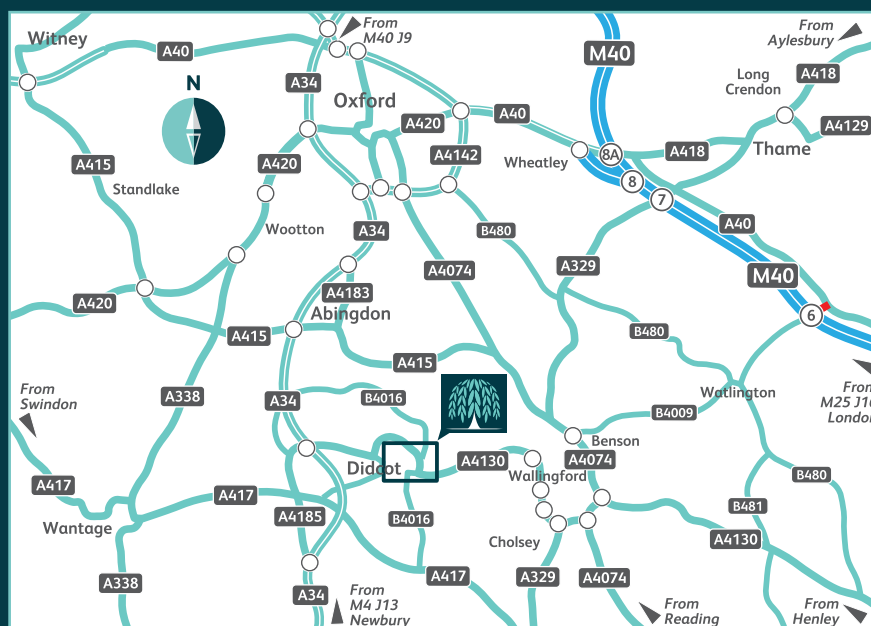 Witney
A40
From
M40 J9
M40
From
Aylesbury
A418
Long
Crendon
N
A34
Oxford
A420
A40
A4129
Thame
A418
8A
Wheatley
A4142
A420
A415
Standlake
8
7
Wootton
A34
B480
A40
A4074
A329
M40
A4183
Abingdon
A420
6
A415
B480
A415
From
Swindon
A338
A34
B4016
Watlington
From
M25 J16
London
B4009
Benson
Didcot
A4130
A4074
Wallingford
B480
A417
A417
B481
Wantage
A4185
B4016
Cholsey
A4130
A338
A417
A329
A4074
A34
From
M4 J13
Newbury
From
Reading
From
Henley